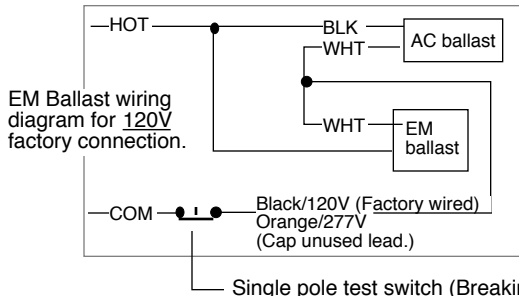 HOT
BLK
WHT
AC ballast
EM Ballast wiring
diagram for 120V
factory connection.
WHT
EM
ballast
COM
Black/120V (Factory wired)
Orange/277V
(Cap unused lead.)
Single pole test switch (Breakin